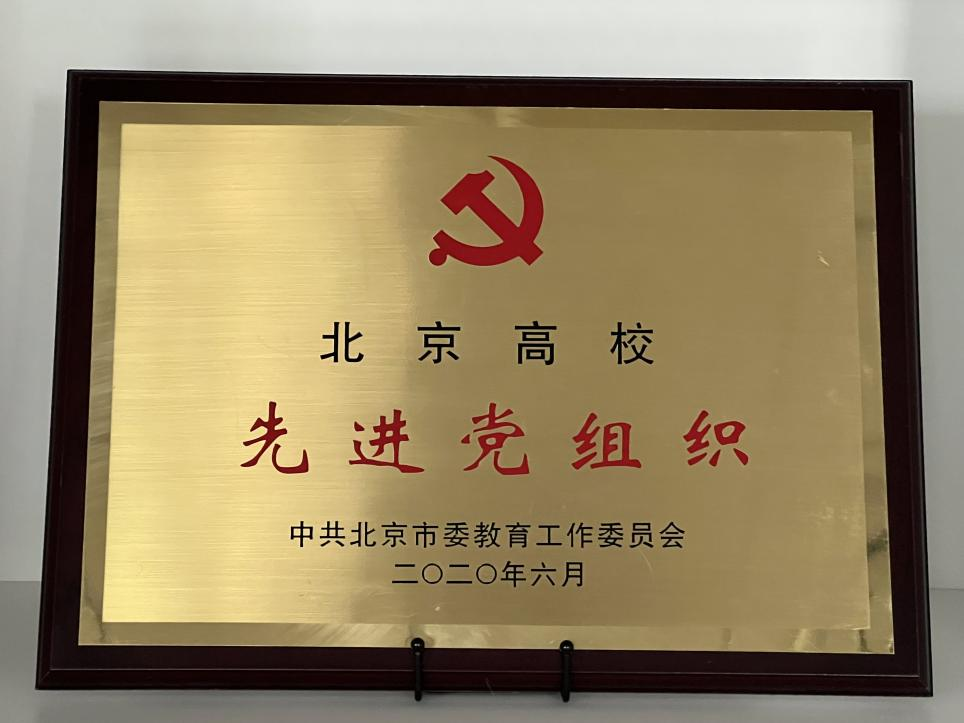 北京高校
先进党组织
中共北京市委教育工作委员会
二〇二〇年六月